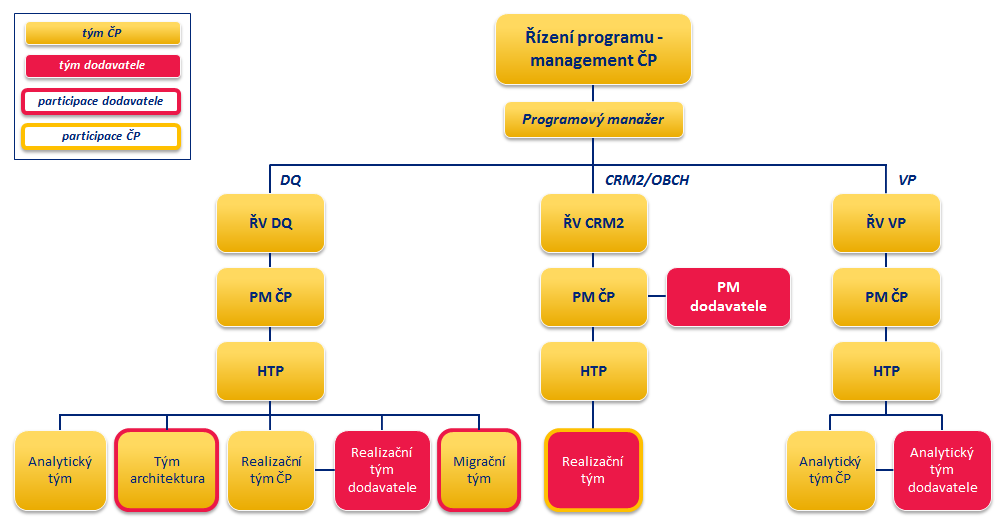 tým ČP
tým dodavatele
participace dodavatele
participace ČP
Řízení programu -
management ČP
Programový manažer
DQ
CRM2/OBCH
VP
ŘV DQ
ŘV CRM2
ŘV VP
PM ČP
PM ČP
PM
dodavatele
PM ČP
HTP
HTP
HTP
Analytický
tým
Tým
architektura
Realizační
tým ČP
Realizační
tým
dodavatele
Migrační
tým
Realizační
tým
Analytický
tým ČP
Analytický
tým
dodavatele